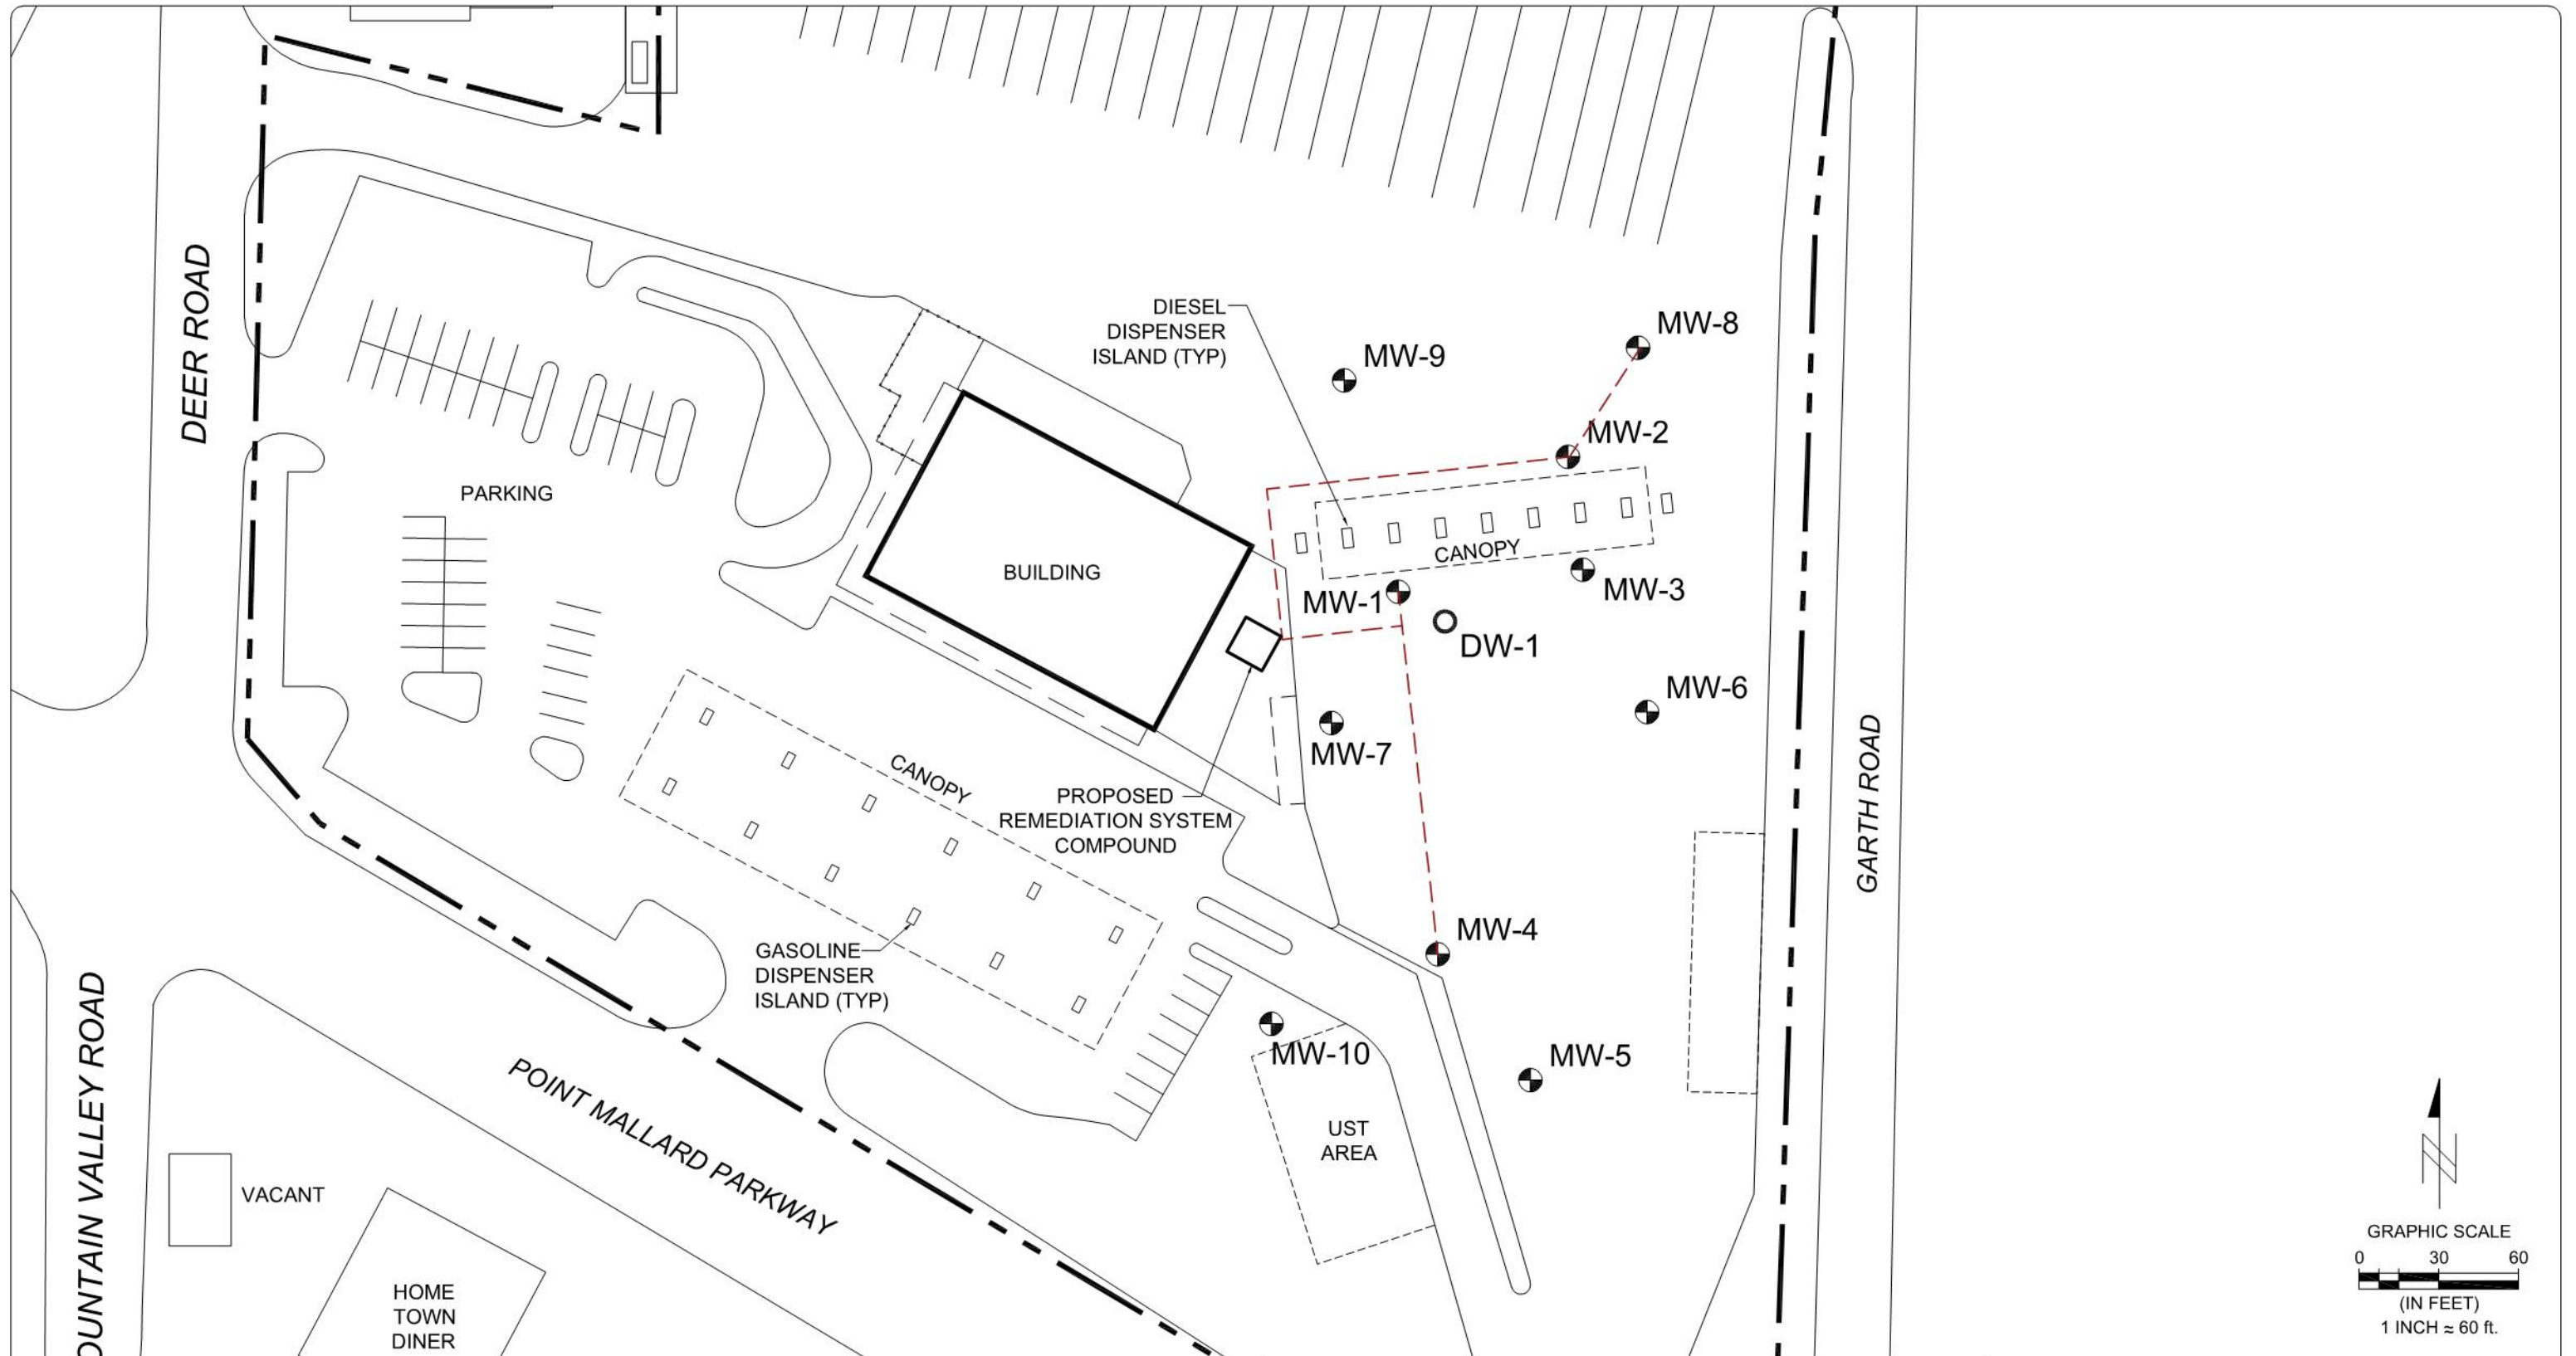 DEER ROAD
DIESEL
DISPENSER
ISLAND (TYP)
MW-8
MW-9
MW-2
PARKING
CANOPY
BUILDING
MW-1
MW-3
DW-1
MW-6
MW-7
CANOPY
PROPOSED
REMEDIATION SYSTEM
COMPOUND
GARTH ROAD
MW-4
GASOLINE
DISPENSER
ISLAND (TYP)
MW-10
MW-5
POINT MALLARD PARKWAY
OUNTAIN VALLEY ROAD
UST
AREA
VACANT
HOME
TOWN
DINER
N
GRAPHIC SCALE
0 30 60
(IN FEET)
1 INCH ≈ 60 ft.